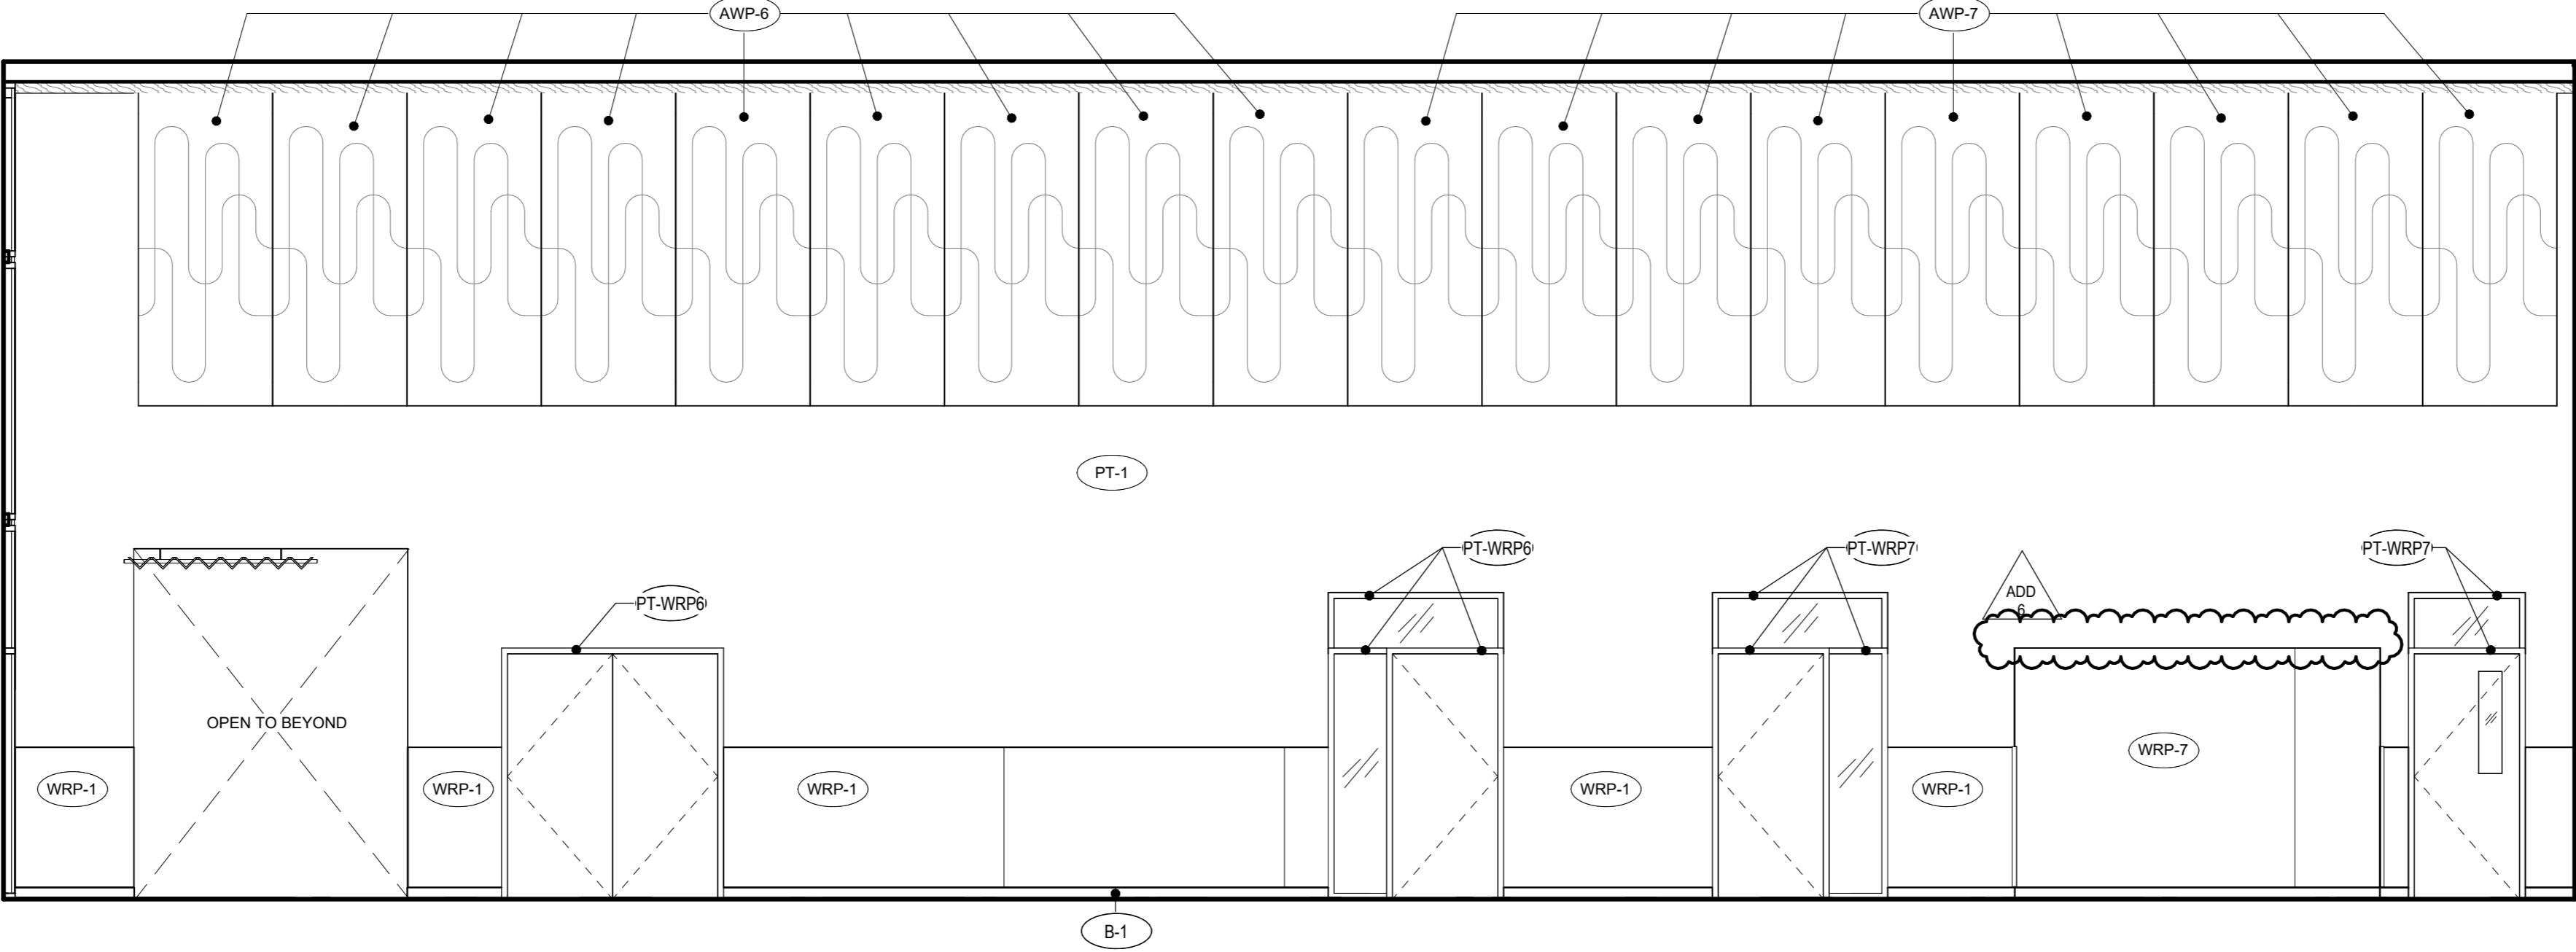 AWP-6
AWP-7
PT-1
PT-WRP6
PT-WRP7
PT-WRP7
ADD
6
PT-WRP6
OPEN TO BEYOND
WRP-7
WRP-1
WRP-1
WRP-1
WRP-1
WRP-1
B-1